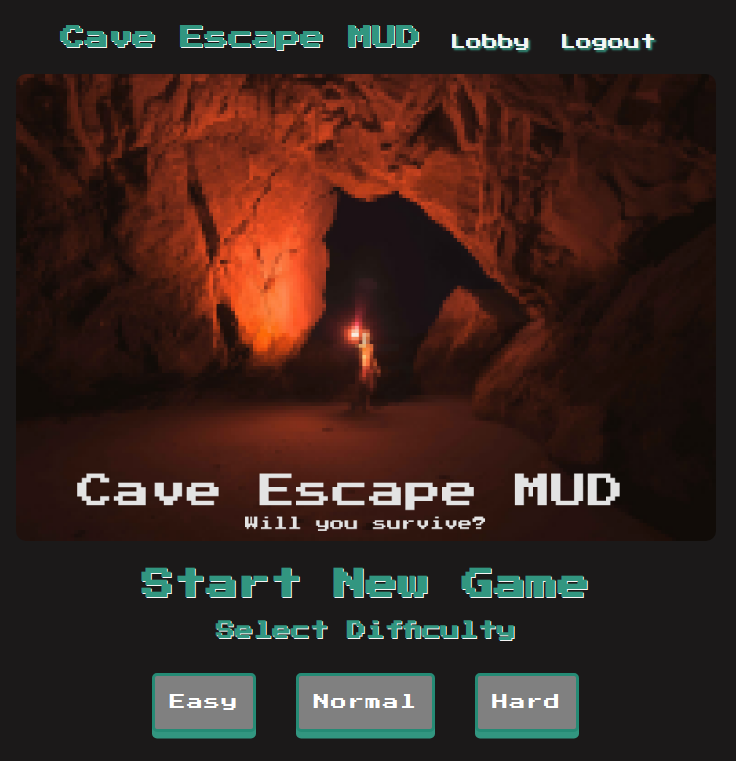 Cave Escape MUD Lobby Logout
Cave Escape MUD
Will you survive?
Start New Game
Select Difficulty
Easy Normal Hard